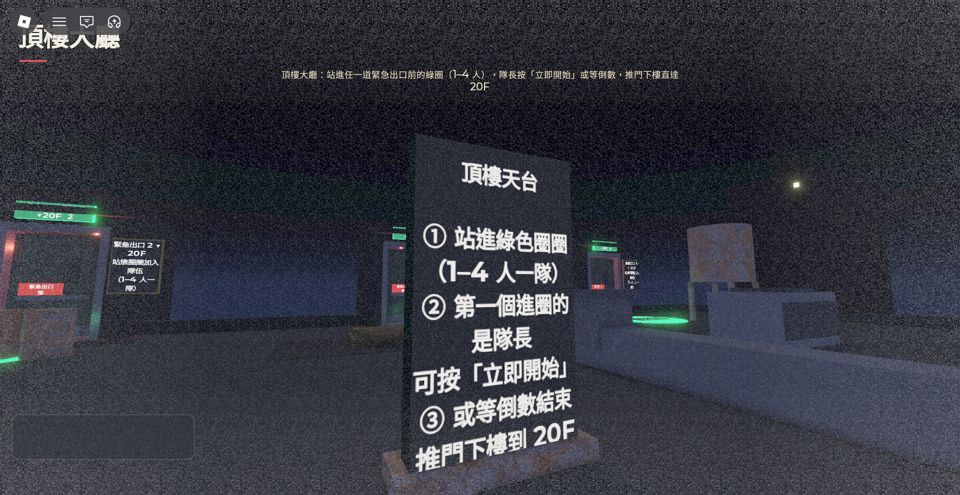 頂樓大廳
頂樓大廳：站進任一道緊急出口前的綠圈（1–4 人），隊長按「立即開始」或等倒數，推門下樓直達
20F
▼20F 2
緊急出口 2 ▼
20F
站進圈圈加入
隊伍
（1–4 人一
隊）
緊急出口
頂樓天台
① 站進綠色圈圈
（1–4 人一隊）
② 第一個進圈的
是隊長
可按「立即開始」
③ 或等倒數結束
推門下樓到 20F